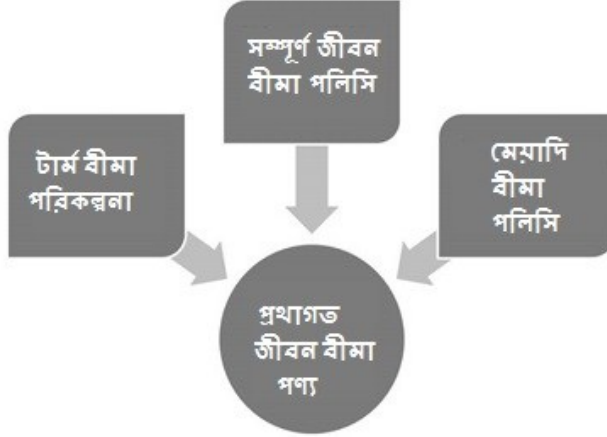 সম্পূর্ণ জীবন
বীমা পলিসি
টার্ম বীমা
পরিকল্পনা
মেয়াদি
বীমা
পলিসি
প্রথাগত
জীবন বীমা
পণ্য